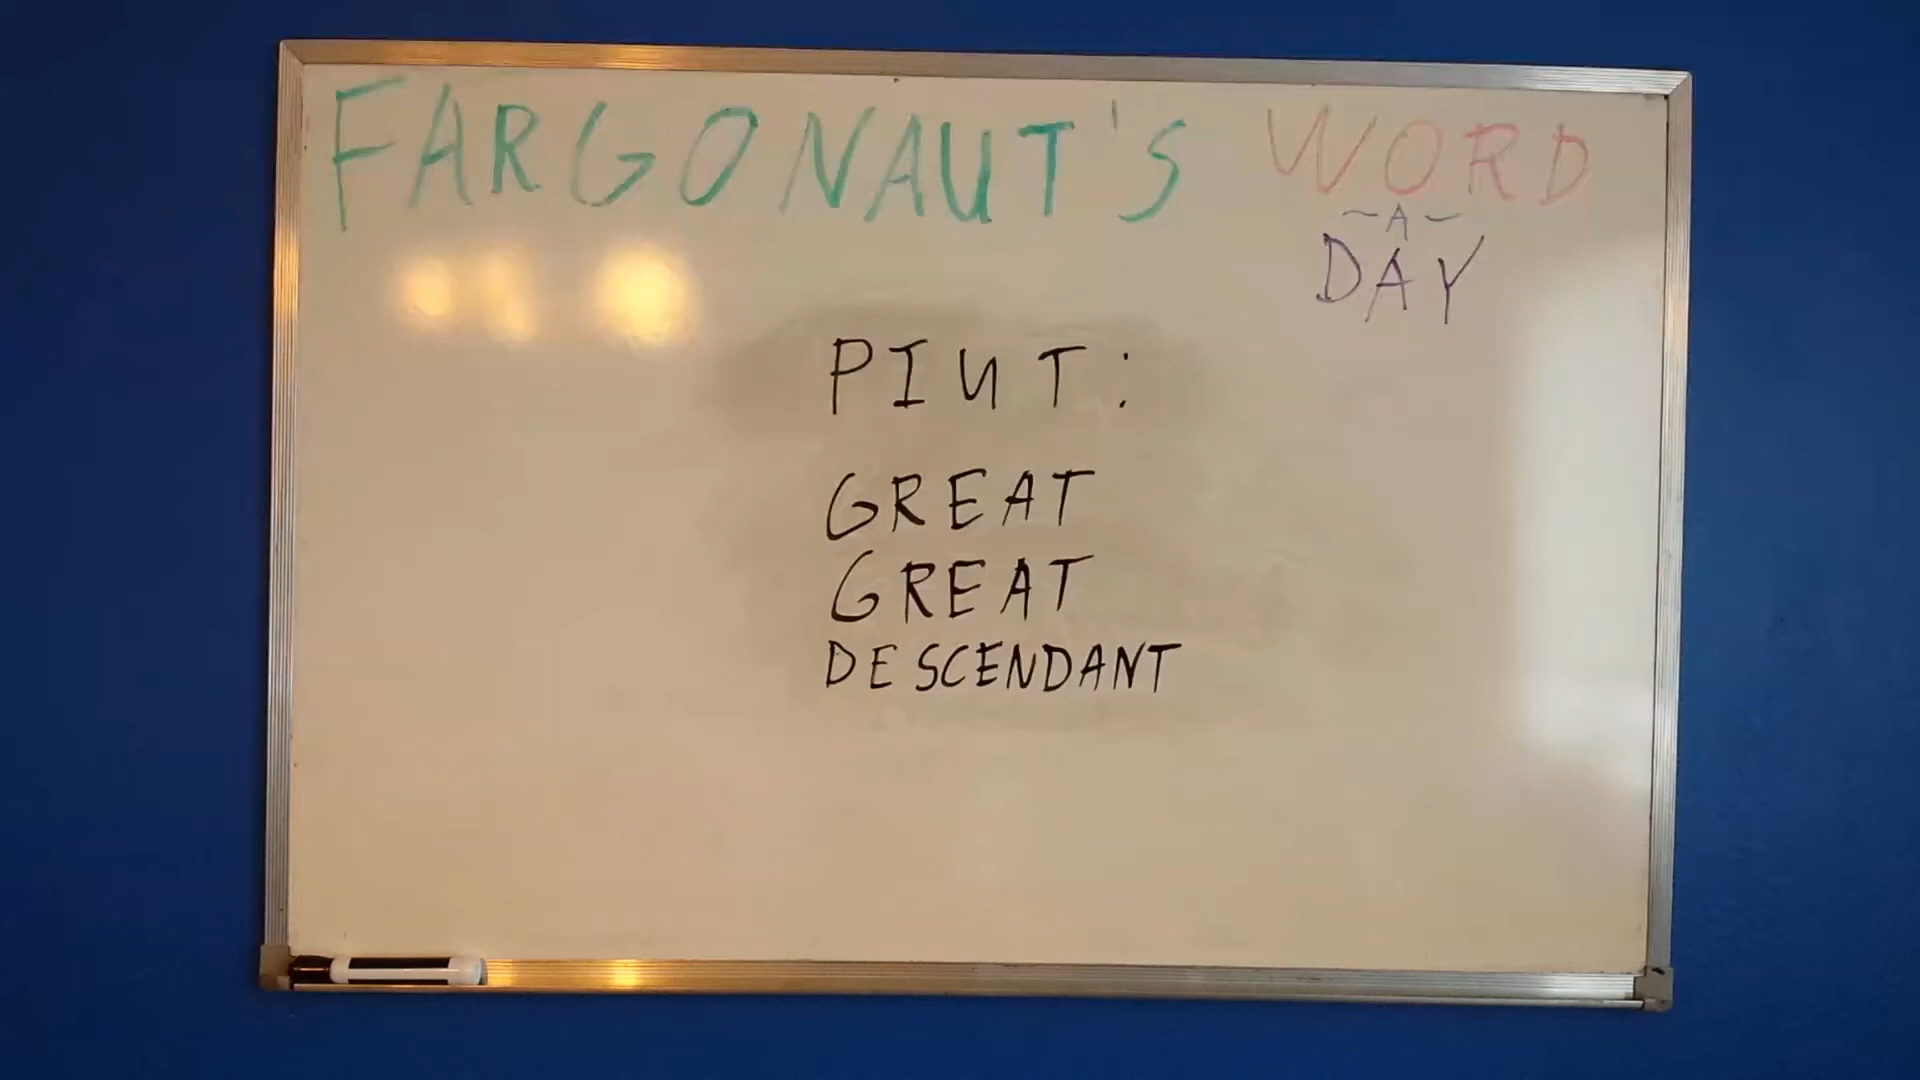 FARGONAUT'S WORD
~A~
DAY
PIUT:
GREAT
GREAT
DESCENDANT